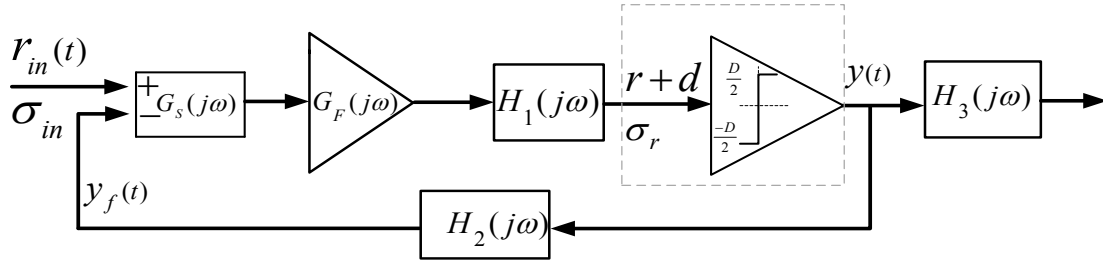 r_in(t)
σ_in
+
−
G_S(jω)
G_F(jω)
H_1(jω)
r + d
σ_r
D/2
-D/2
y(t)
H_3(jω)
y_f(t)
H_2(jω)